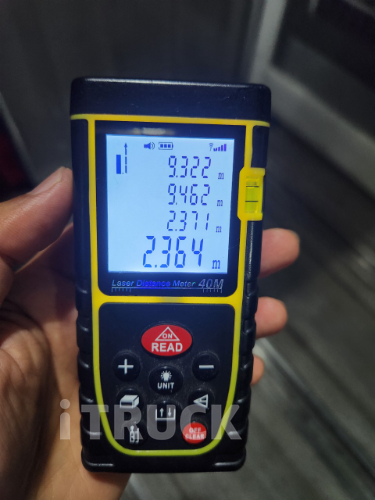 9.322 m
9.462 m
2.371 m
2.364 m
Laser Distance Meter 40M
ON
READ
+
UNIT
−
iTRUCK
OFF
CLEAR